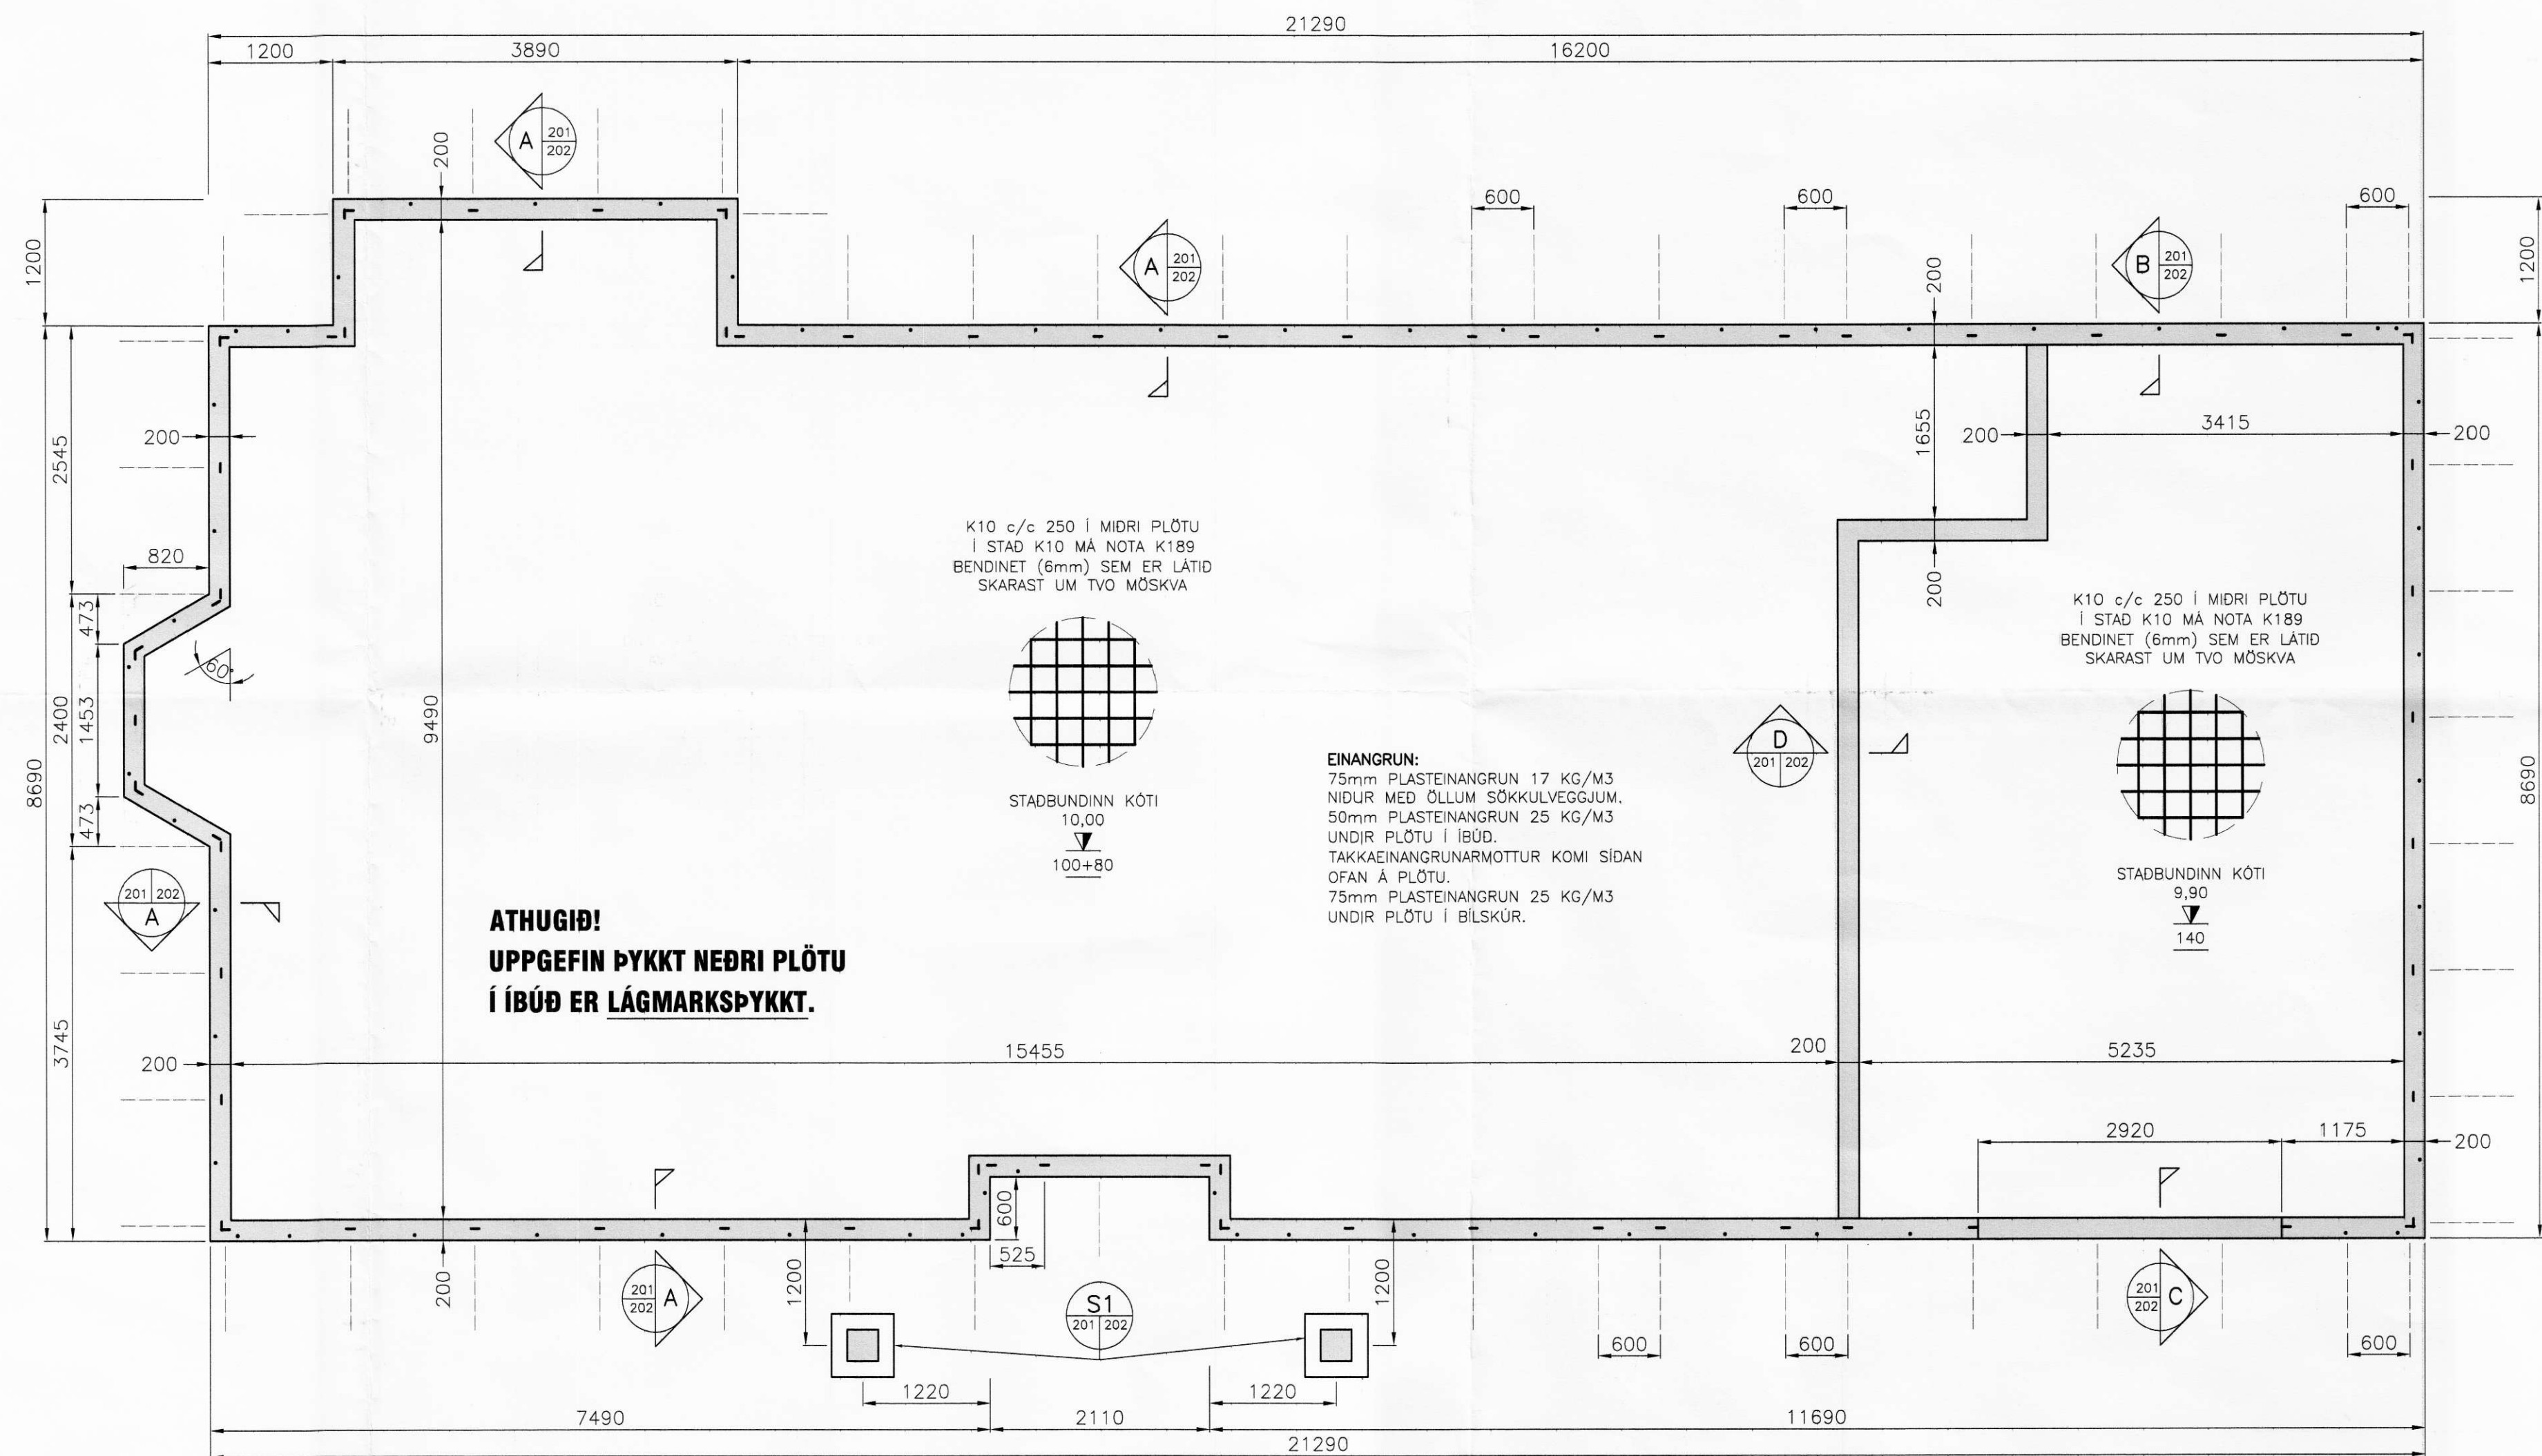 21290
1200
3890
16200
A 201 202
200
600
600
600
1200
1200
A 201 202
B 201 202
200
2545
200
1655
200
3415
200
K10 c/c 250 Í MIÐRI PLÖTU
Í STAÐ K10 MÁ NOTA K189
BENDINET (6mm) SEM ER LÁTIÐ
SKARAST UM TVO MÖSKVA
820
473
60°
200
K10 c/c 250 Í MIÐRI PLÖTU
Í STAÐ K10 MÁ NOTA K189
BENDINET (6mm) SEM ER LÁTIÐ
SKARAST UM TVO MÖSKVA
8690
2400
1453
9490
D
201 202
8690
473
STAÐBUNDINN KÓTI
10,00
100+80
EINANGRUN:
75mm PLASTEINANGRUN 17 KG/M3
NIÐUR MEÐ ÖLLUM SÖKKULVEGGJUM.
50mm PLASTEINANGRUN 25 KG/M3
UNDIR PLÖTU Í ÍBÚÐ.
TAKKAEINANGRUNARMOTTUR KOMI SÍÐAN
OFAN Á PLÖTU.
75mm PLASTEINANGRUN 25 KG/M3
UNDIR PLÖTU Í BÍLSKÚR.
STAÐBUNDINN KÓTI
9,90
140
201 202
A
ATHUGIÐ!
UPPGEFIN ÞYKKT NEÐRI PLÖTU
Í ÍBÚÐ ER LÁGMARKSÞYKKT.
3745
200
15455
200
5235
2920
1175
200
600
525
200
201 202 A
1200
S1
201 202
1200
201 202 C
600
600
600
1220
1220
7490
2110
11690
21290